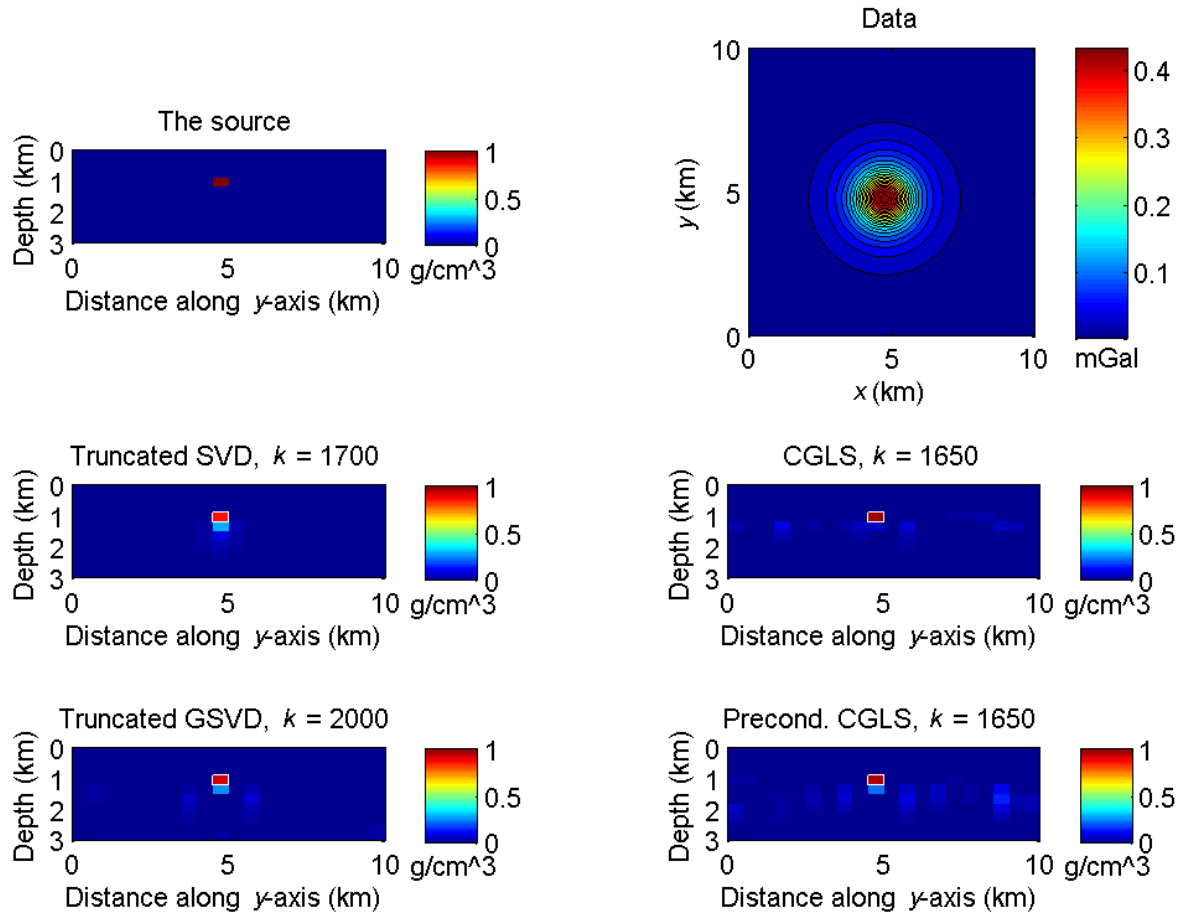 Data
10
5
0
y (km)
0 5 10
x (km)
0.4
0.3
0.2
0.1
mGal
The source
Depth (km)
0
1
2
3
0 5 10
Distance along y-axis (km)
1
0.5
0
g/cm^3
Truncated SVD, k = 1700
Depth (km)
0
1
2
3
0 5 10
Distance along y-axis (km)
1
0.5
0
g/cm^3
CGLS, k = 1650
Depth (km)
0
1
2
3
0 5 10
Distance along y-axis (km)
1
0.5
0
g/cm^3
Truncated GSVD, k = 2000
Depth (km)
0
1
2
3
0 5 10
Distance along y-axis (km)
1
0.5
0
g/cm^3
Precond. CGLS, k = 1650
Depth (km)
0
1
2
3
0 5 10
Distance along y-axis (km)
1
0.5
0
g/cm^3